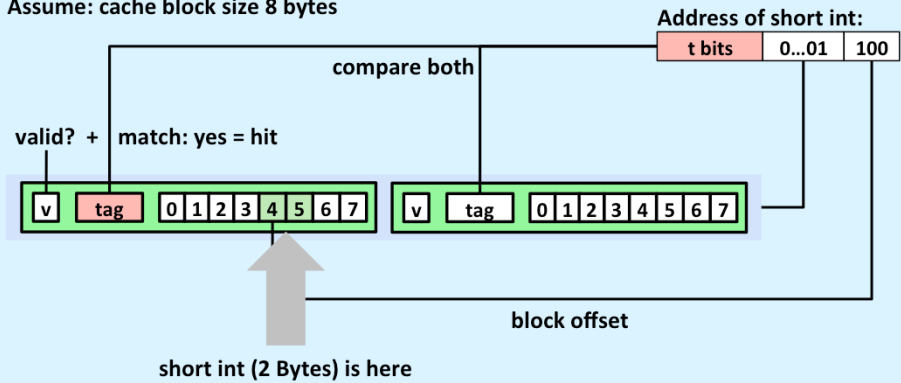 Assume: cache block size 8 bytes
Address of short int:
t bits 0...01 100
compare both
valid? + match: yes = hit
v tag 0 1 2 3 4 5 6 7 v tag 0 1 2 3 4 5 6 7
block offset
short int (2 Bytes) is here